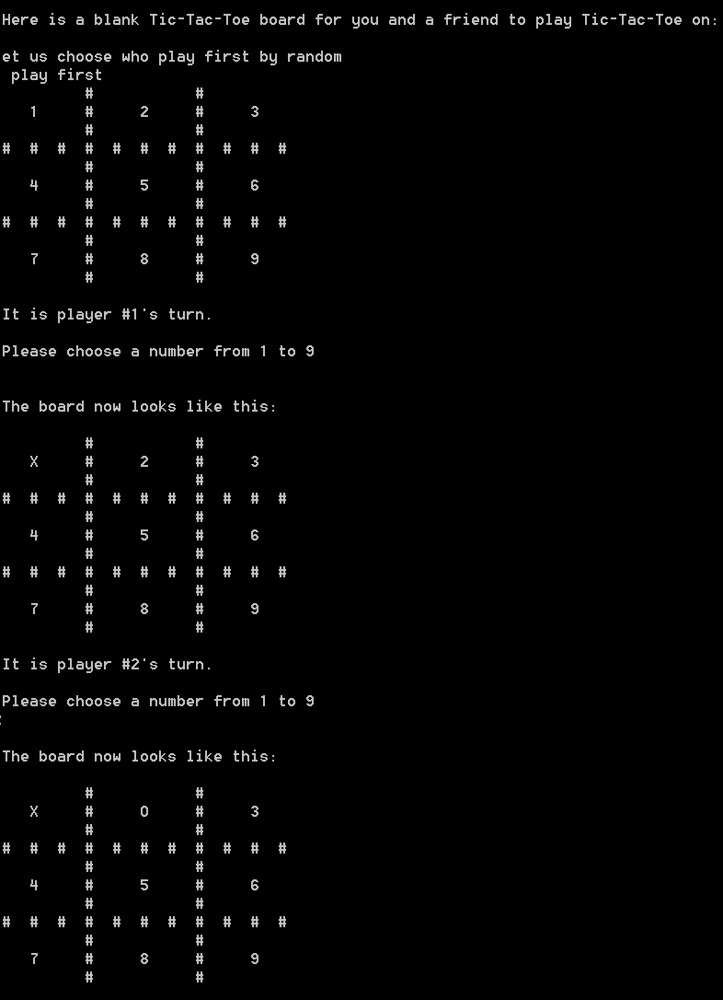 Here is a blank Tic-Tac-Toe board for you and a friend to play Tic-Tac-Toe on:
et us choose who play first by random
play first
# #
1 # 2 # 3
# #
# # # # # # # # # # #
# #
4 # 5 # 6
# #
# # # # # # # # # # #
# #
7 # 8 # 9
# #
It is player #1's turn.
Please choose a number from 1 to 9
The board now looks like this:
# #
X # 2 # 3
# #
# # # # # # # # # # #
# #
4 # 5 # 6
# #
# # # # # # # # # # #
# #
7 # 8 # 9
# #
It is player #2's turn.
Please choose a number from 1 to 9
The board now looks like this:
# #
X # O # 3
# #
# # # # # # # # # # #
# #
4 # 5 # 6
# #
# # # # # # # # # # #
# #
7 # 8 # 9
# #